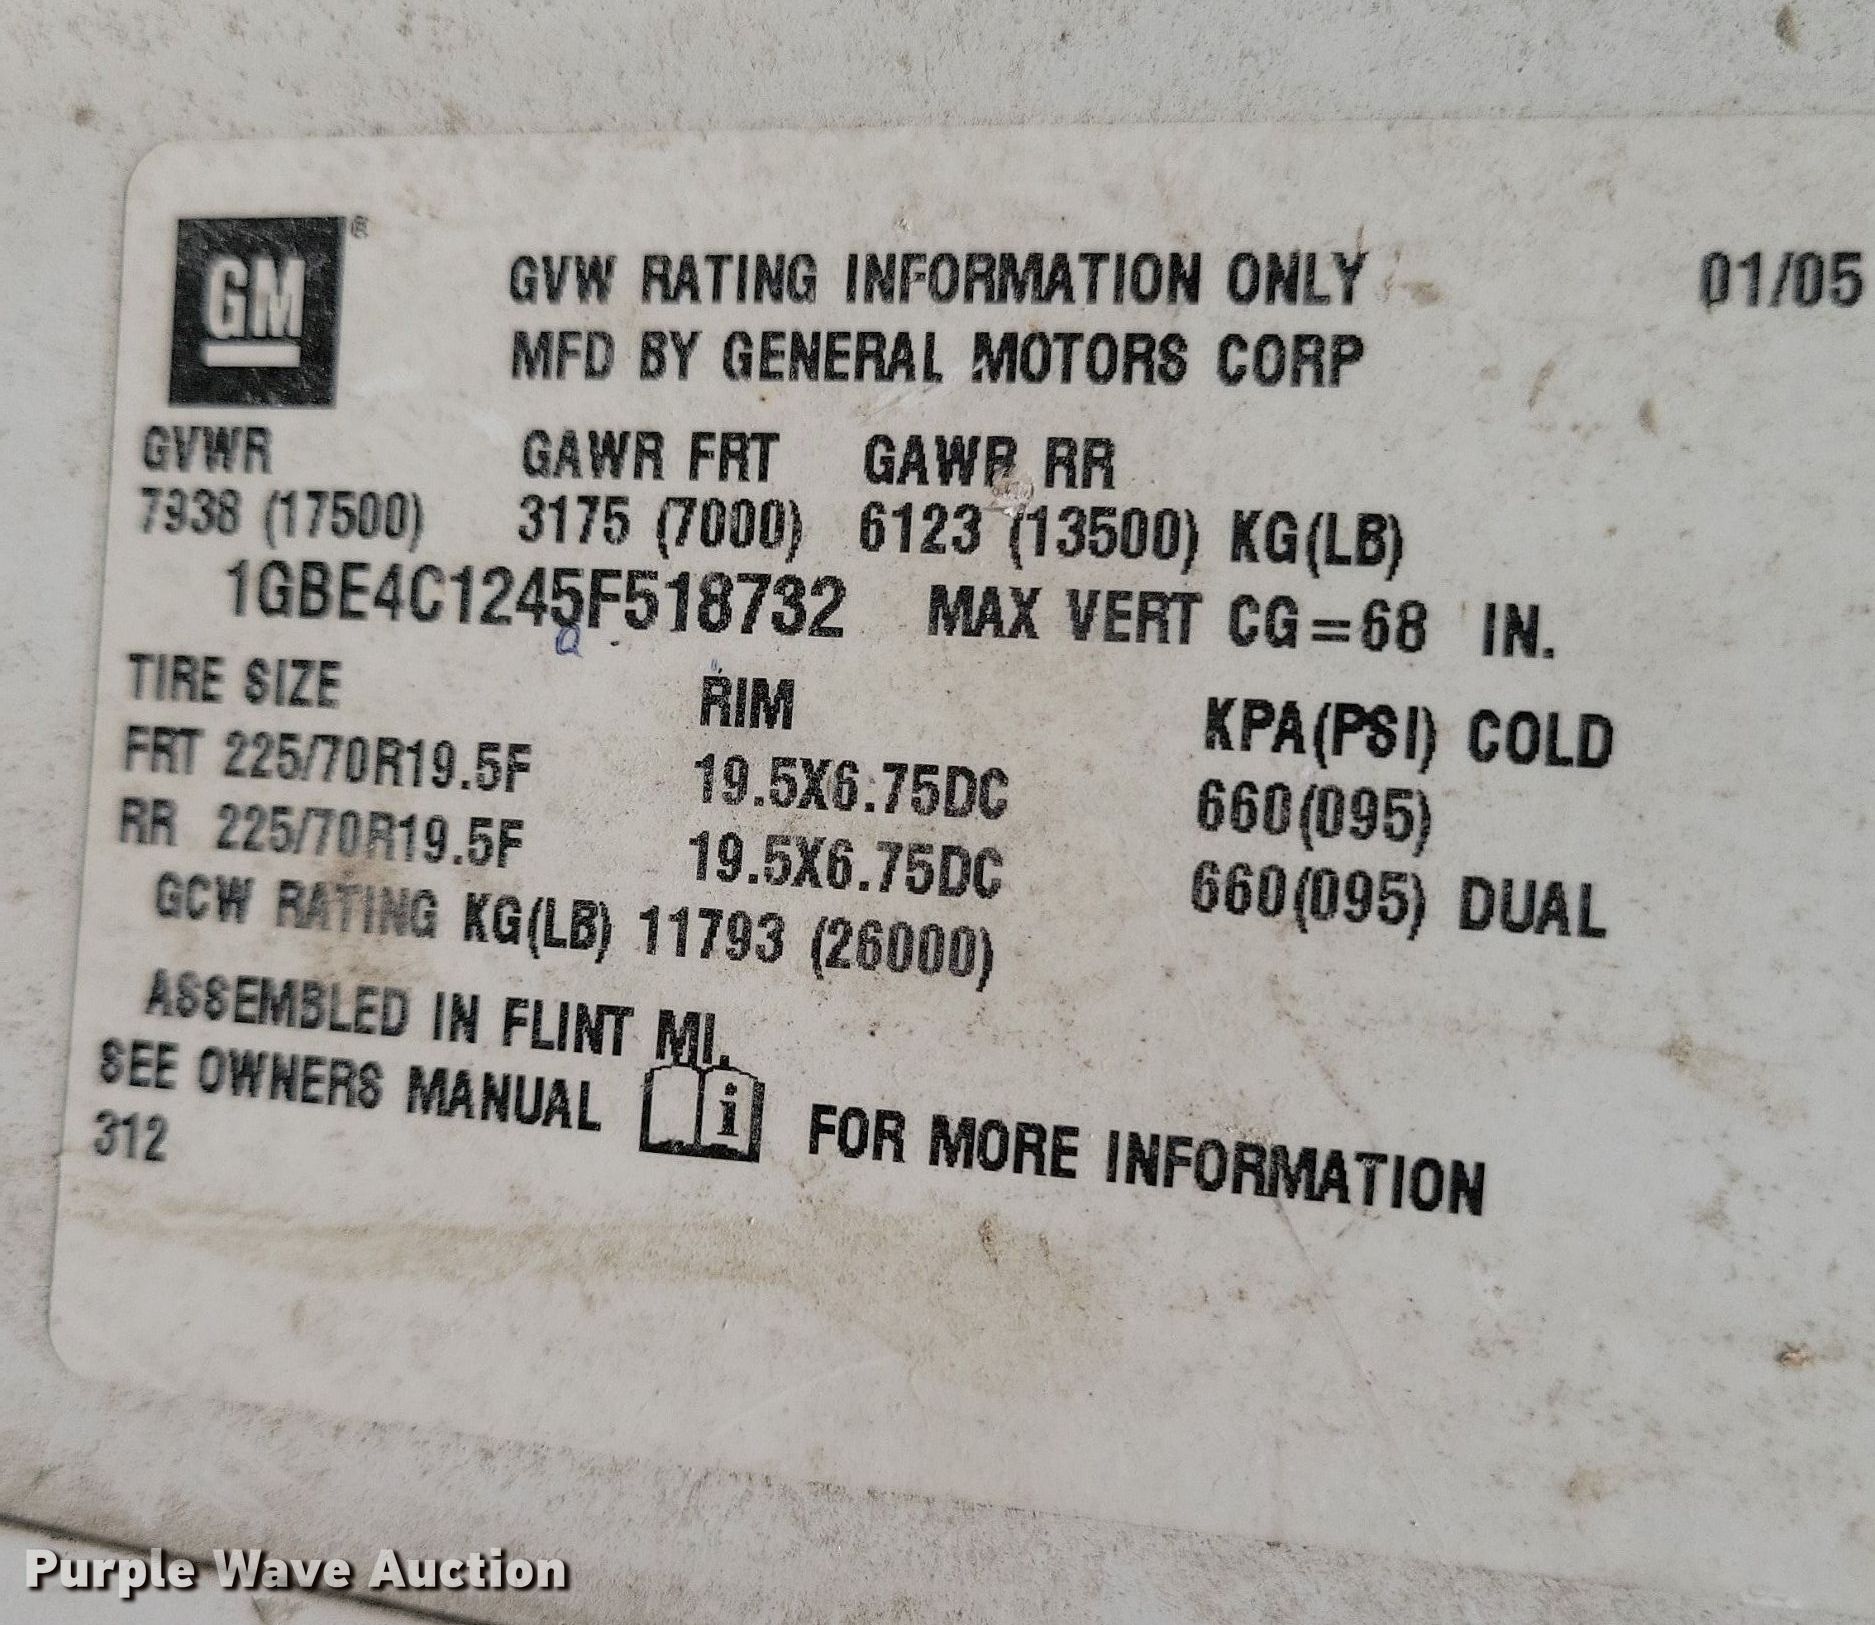 GM ®
GVW RATING INFORMATION ONLY 01/05
MFD BY GENERAL MOTORS CORP
GVWR GAWR FRT GAWR RR
7938 (17500) 3175 (7000) 6123 (13500) KG(LB)
1GBE4C1245F518732 MAX VERT CG=68 IN.
TIRE SIZE RIM KPA(PSI) COLD
FRT 225/70R19.5F 19.5X6.75DC 660(095)
RR 225/70R19.5F 19.5X6.75DC 660(095) DUAL
GCW RATING KG(LB) 11793 (26000)
ASSEMBLED IN FLINT MI.
SEE OWNERS MANUAL i FOR MORE INFORMATION
312
Purple Wave Auction